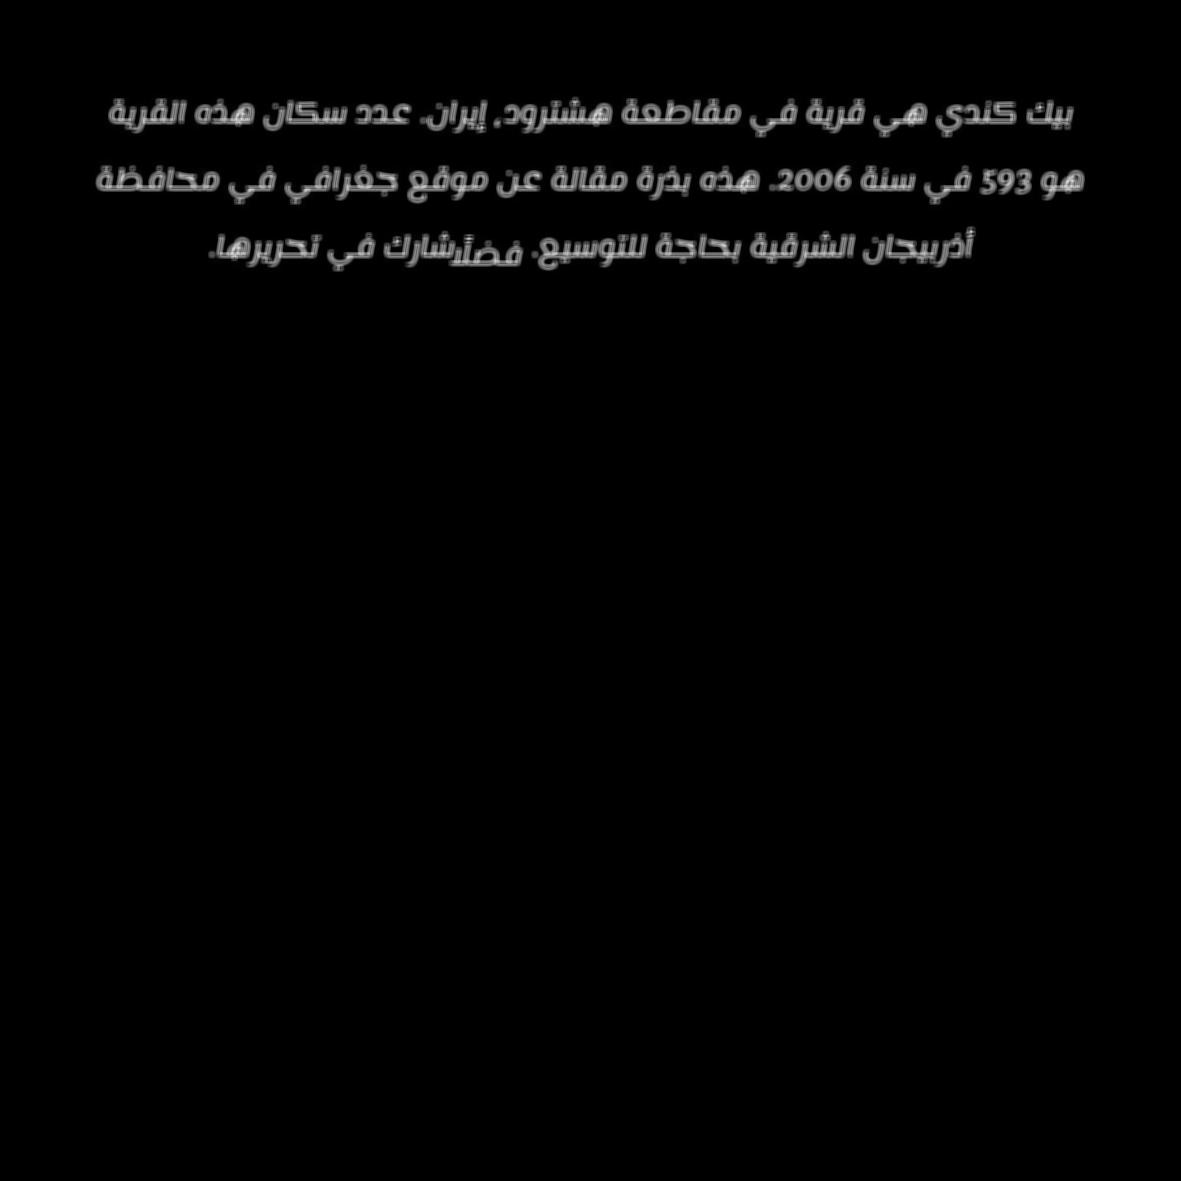 بيك كندي هي قرية في مقاطعة هشترود, إيران. عدد سكان هذه القرية
هو 593 في سنة 2006. هذه بذرة مقالة عن موقع جغرافي في محافظة
أذربيجان الشرقية بحاجة للتوسيع. فضلًا شارك في تحريرها.